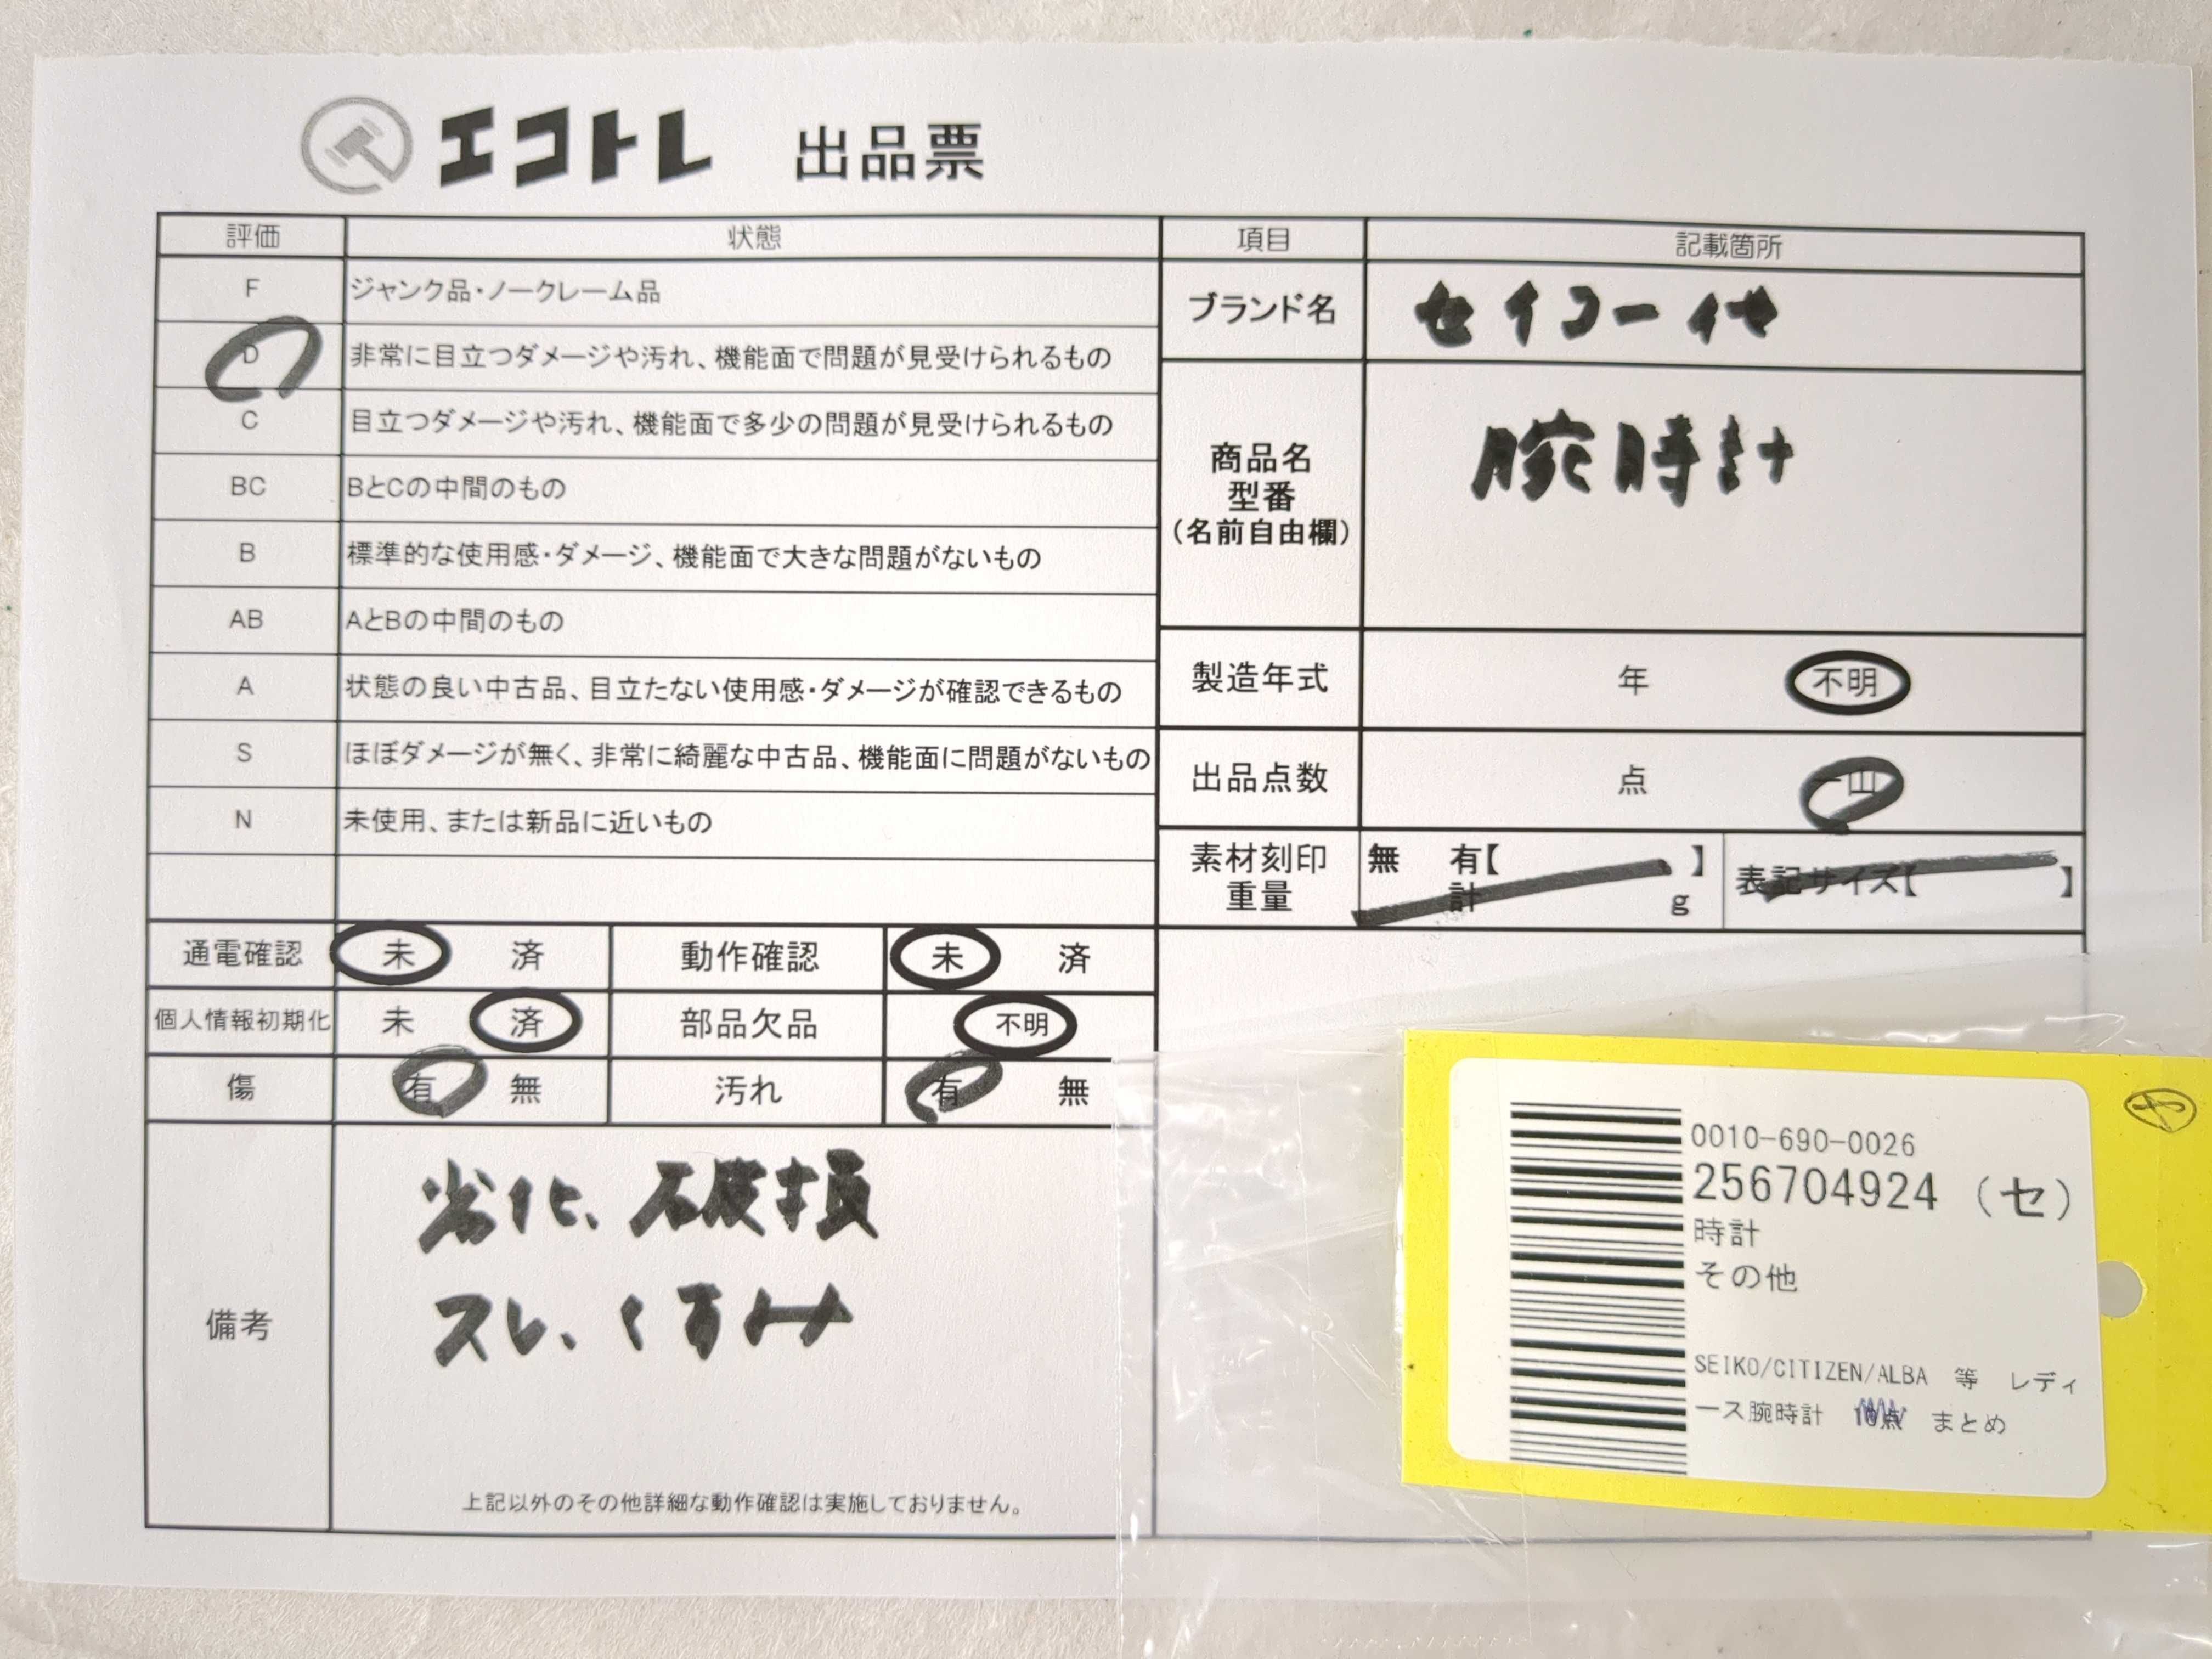 エコトレ 出品票
評価 状態
F ジャンク品・ノークレーム品
D 非常に目立つダメージや汚れ、機能面で問題が見受けられるもの
C 目立つダメージや汚れ、機能面で多少の問題が見受けられるもの
BC BとCの中間のもの
B 標準的な使用感・ダメージ、機能面で大きな問題がないもの
AB AとBの中間のもの
A 状態の良い中古品、目立たない使用感・ダメージが確認できるもの
S ほぼダメージが無く、非常に綺麗な中古品、機能面に問題がないもの
N 未使用、または新品に近いもの
通電確認 未 済 動作確認 未 済
個人情報初期化 未 済 部品欠品 不明
傷 有 無 汚れ 有 無
備考
劣化、破損
スレ、くすみ
上記以外のその他詳細な動作確認は実施しておりません。
項目 記載箇所
ブランド名 セイコー他
商品名
型番
(名前自由欄)
腕時計
製造年式 年 不明
出品点数 点 一山
素材刻印
重量
無 有【 】
計 g
表記サイズ【 】
0010-690-0026
256704924 (セ)
時計
その他
SEIKO/CITIZEN/ALBA 等 レディ
ース腕時計 まとめ